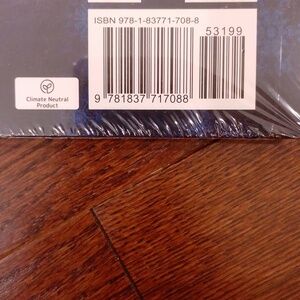 ISBN 978-1-83771-708-8
53199
9 781837 717088
Climate Neutral
Product